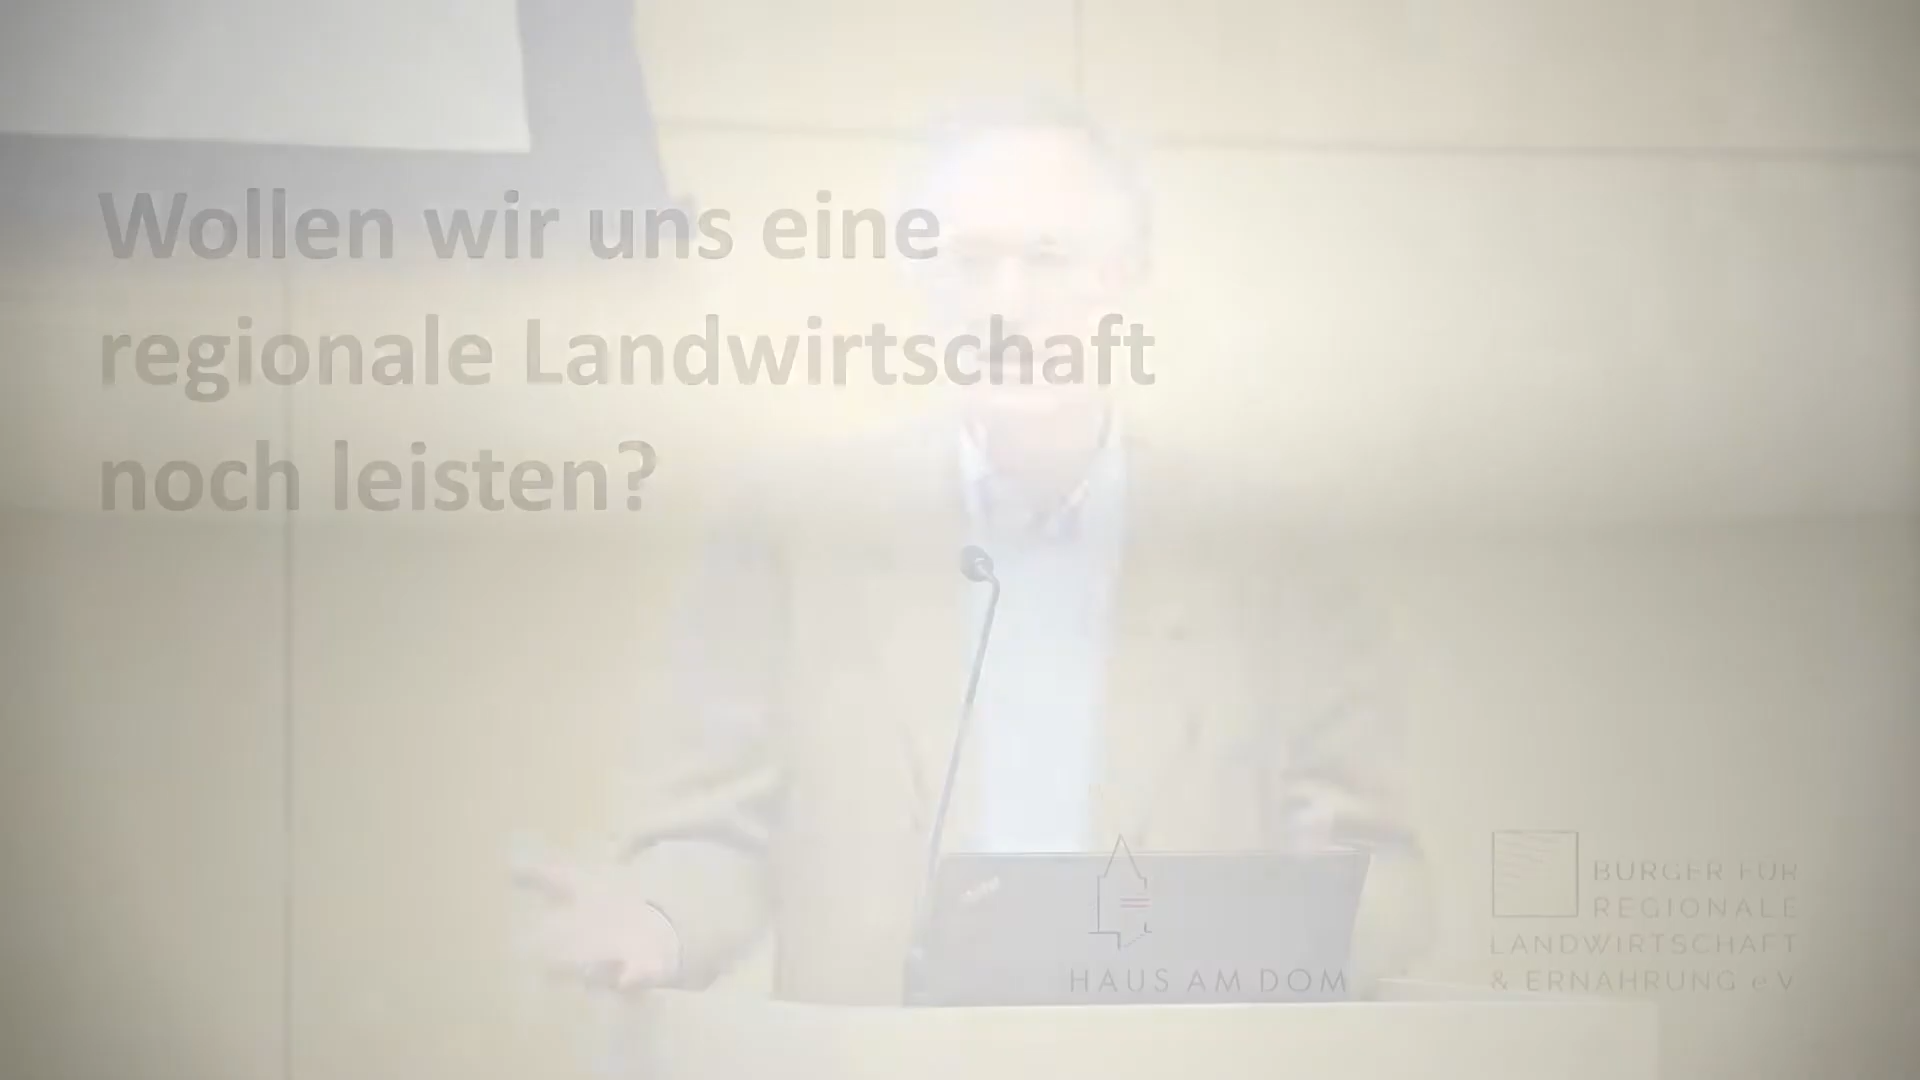 Wollen wir uns eine
regionale Landwirtschaft
noch leisten?
HAUS AM DOM
BÜRGER FÜR
REGIONALE
LANDWIRTSCHAFT
& ERNÄHRUNG e.V.